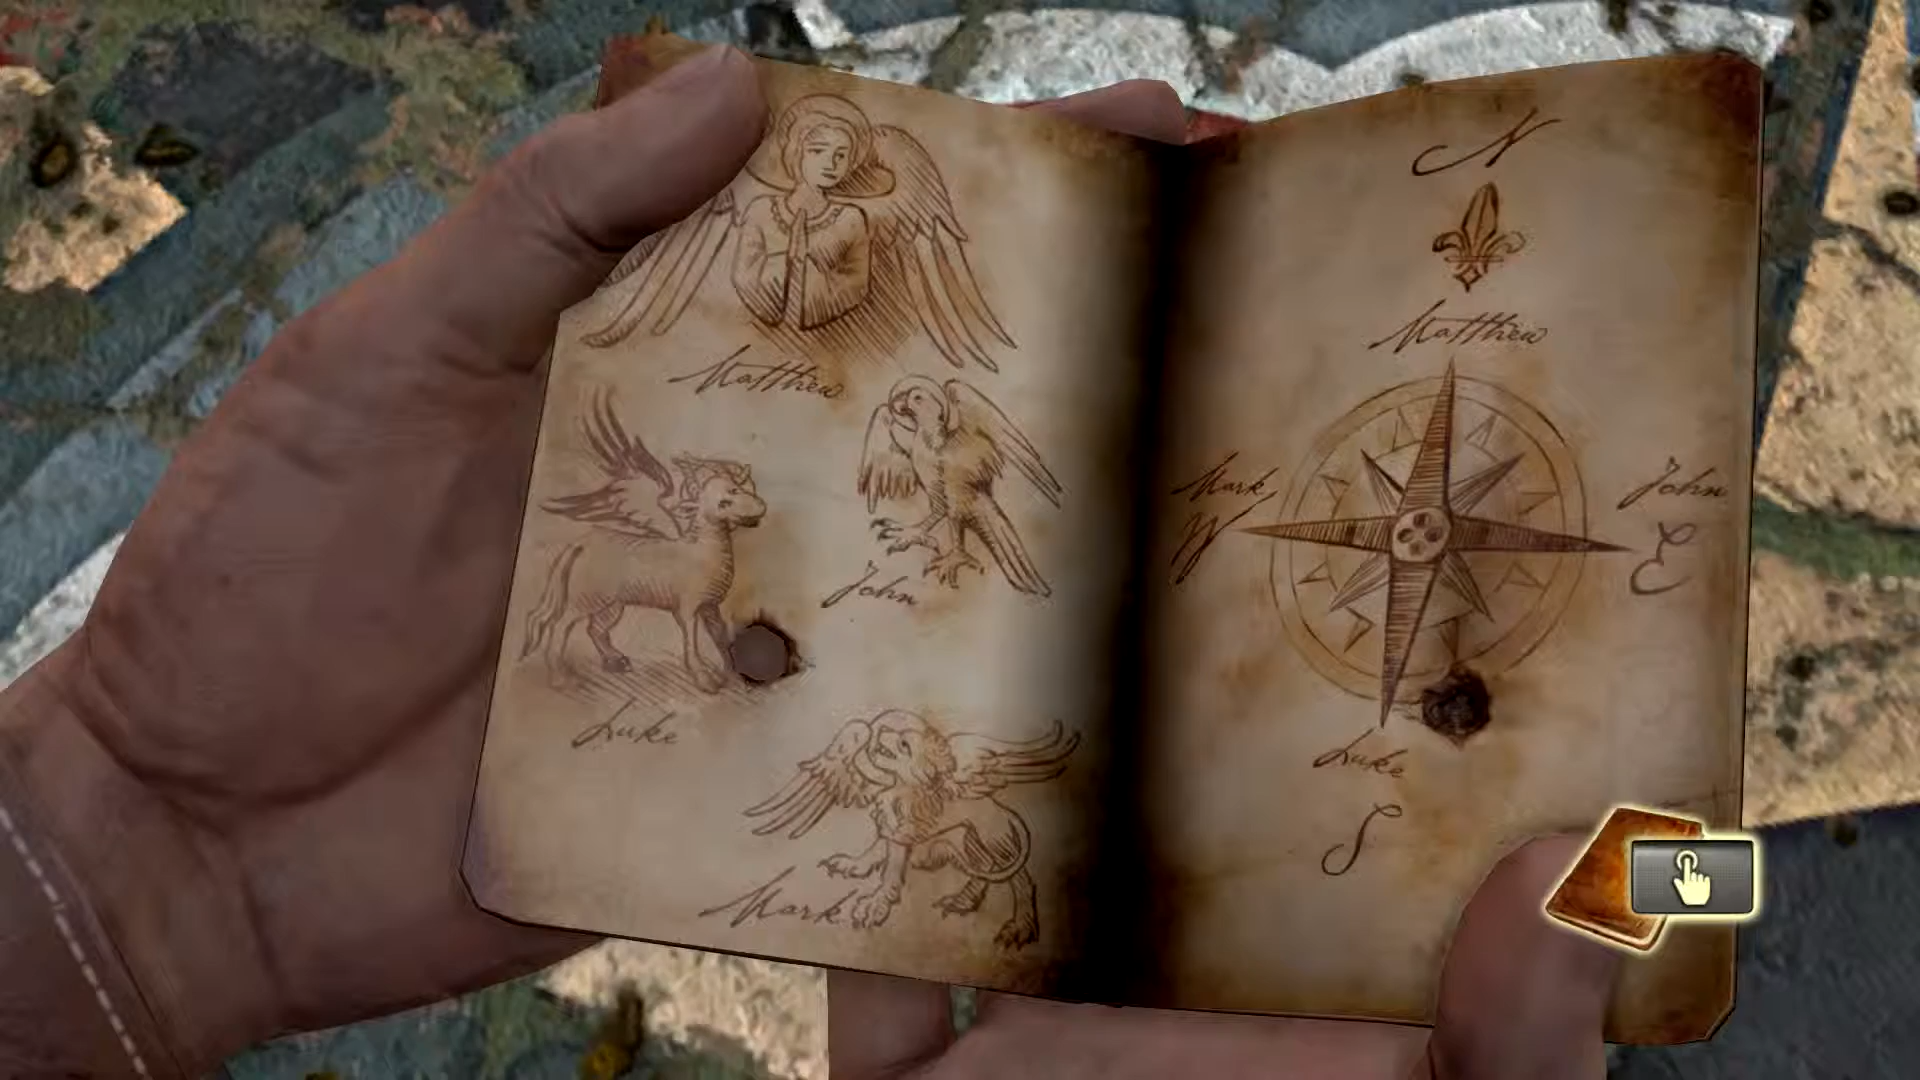 Matthew
John
Luke
Mark
N
Matthew
Mark
W
John
E
Luke
S